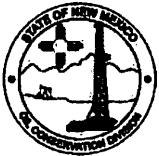 STATE OF NEW MEXICO
OIL CONSERVATION DIVISION